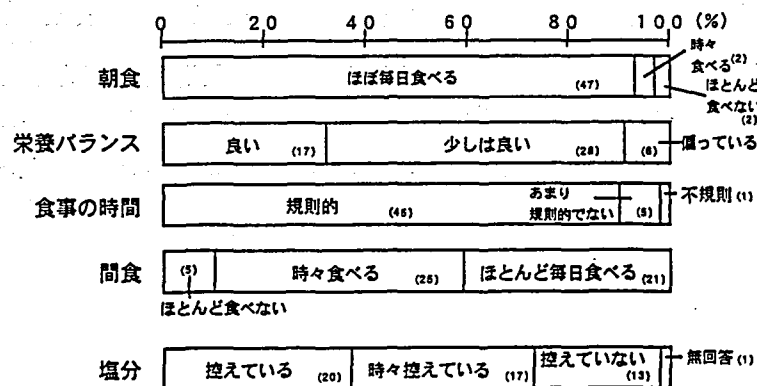 0 20 40 60 80 100 (%)
朝食
ほぼ毎日食べる (47)
時々
食べる(2)
ほとんど
食べない
(2)
栄養バランス
良い (17)
少しは良い (28)
(6)
偏っている
食事の時間
規則的 (45)
あまり
規則的でない
(5)
不規則 (1)
間食
(5)
時々食べる (25)
ほとんど毎日食べる (21)
ほとんど食べない
塩分
控えている (20)
時々控えている (17)
控えていない
(13)
無回答 (1)